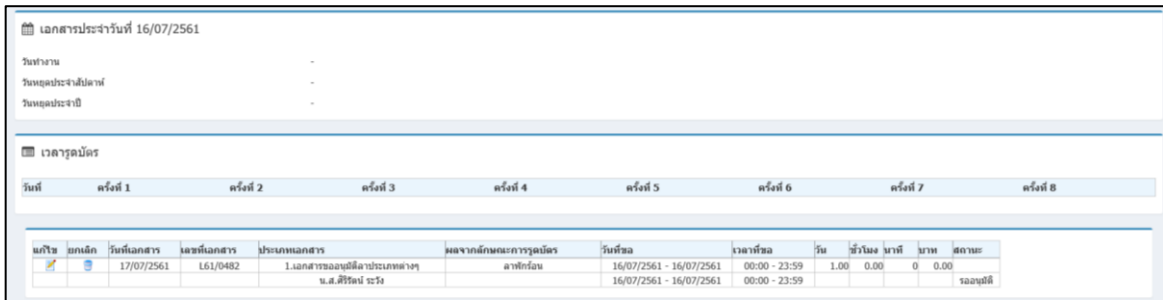 เอกสารประจำวันที่ 16/07/2561
วันทำงาน -
วันหยุดประจำสัปดาห์ -
วันหยุดประจำปี -
เวลารูดบัตร
วันที่ ครั้งที่ 1 ครั้งที่ 2 ครั้งที่ 3 ครั้งที่ 4 ครั้งที่ 5 ครั้งที่ 6 ครั้งที่ 7 ครั้งที่ 8
แก้ไข ยกเลิก วันที่เอกสาร เลขที่เอกสาร ประเภทเอกสาร ผลจากลักษณะการรูดบัตร วันที่ขอ เวลาที่ขอ วัน ชั่วโมง นาที บาท สถานะ
17/07/2561 L61/0482 1.เอกสารขออนุมัติลาประเภทต่างๆ ลาพักร้อน 16/07/2561 - 16/07/2561 00:00 - 23:59 1.00 0.00 0 0.00
น.ส.ศิริรัตน์ ระวัง 16/07/2561 - 16/07/2561 00:00 - 23:59 รออนุมัติ